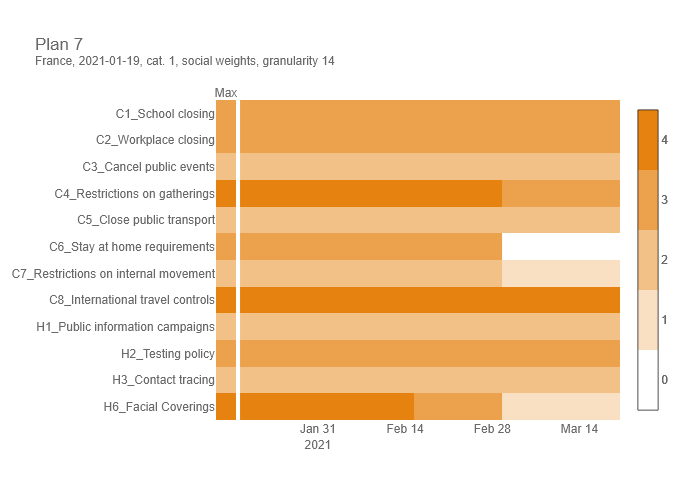 Plan 7
France, 2021-01-19, cat. 1, social weights, granularity 14
Max
C1_School closing
C2_Workplace closing
C3_Cancel public events
C4_Restrictions on gatherings
C5_Close public transport
C6_Stay at home requirements
C7_Restrictions on internal movement
C8_International travel controls
H1_Public information campaigns
H2_Testing policy
H3_Contact tracing
H6_Facial Coverings
Jan 31 Feb 14 Feb 28 Mar 14
2021
4
3
2
1
0